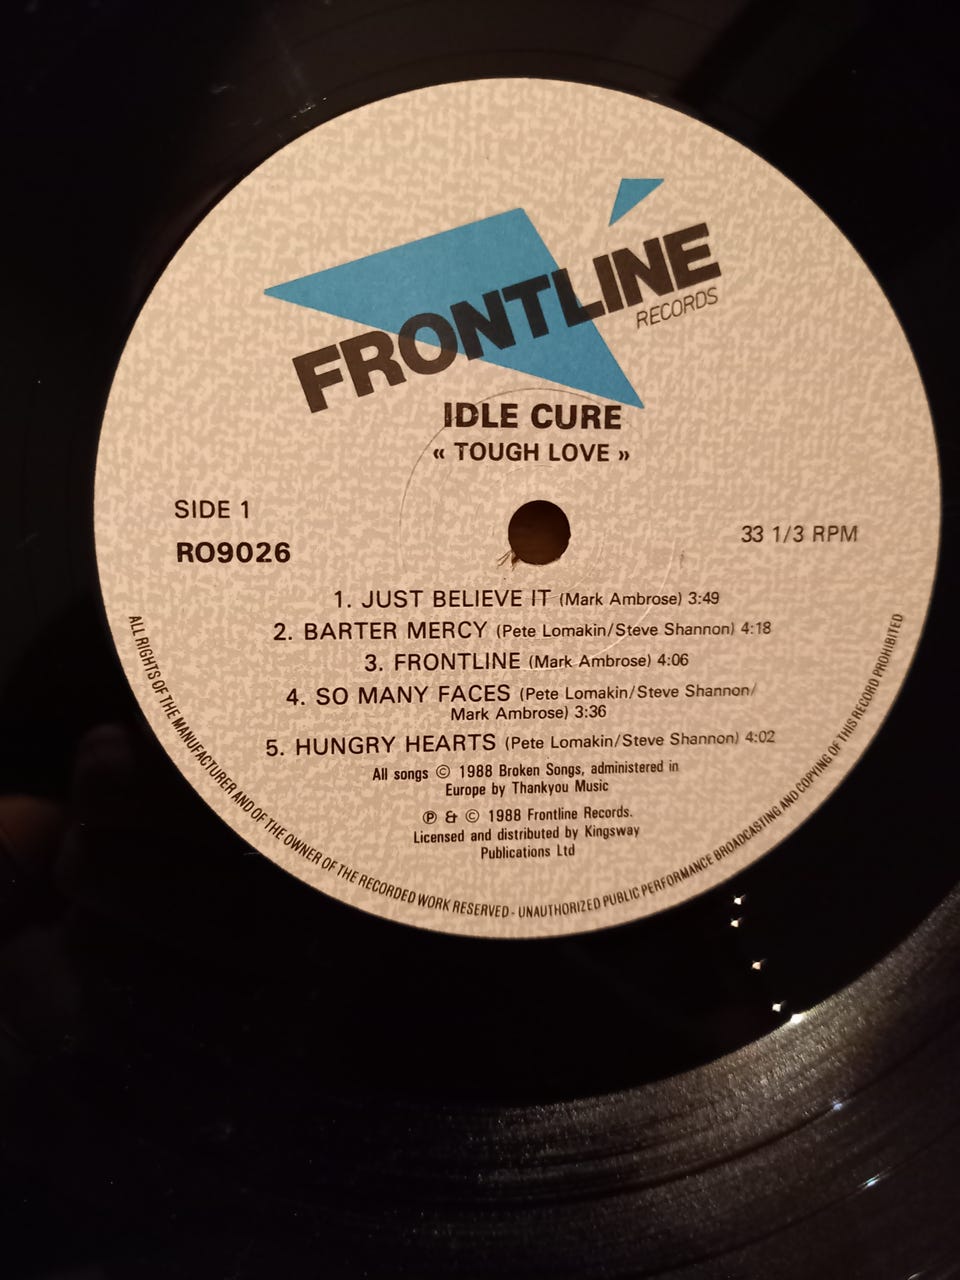 FRONTLINE
RECORDS
IDLE CURE
« TOUGH LOVE »
SIDE 1
RO9026
33 1/3 RPM
1. JUST BELIEVE IT (Mark Ambrose) 3:49
2. BARTER MERCY (Pete Lomakin/Steve Shannon) 4:18
3. FRONTLINE (Mark Ambrose) 4:06
4. SO MANY FACES (Pete Lomakin/Steve Shannon/
Mark Ambrose) 3:36
5. HUNGRY HEARTS (Pete Lomakin/Steve Shannon) 4:02
All songs © 1988 Broken Songs, administered in
Europe by Thankyou Music
℗ & © 1988 Frontline Records.
Licensed and distributed by Kingsway
Publications Ltd
ALL RIGHTS OF THE MANUFACTURER AND OF THE OWNER OF THE RECORDED WORK RESERVED - UNAUTHORIZED PUBLIC PERFORMANCE BROADCASTING AND COPYING OF THIS RECORD PROHIBITED